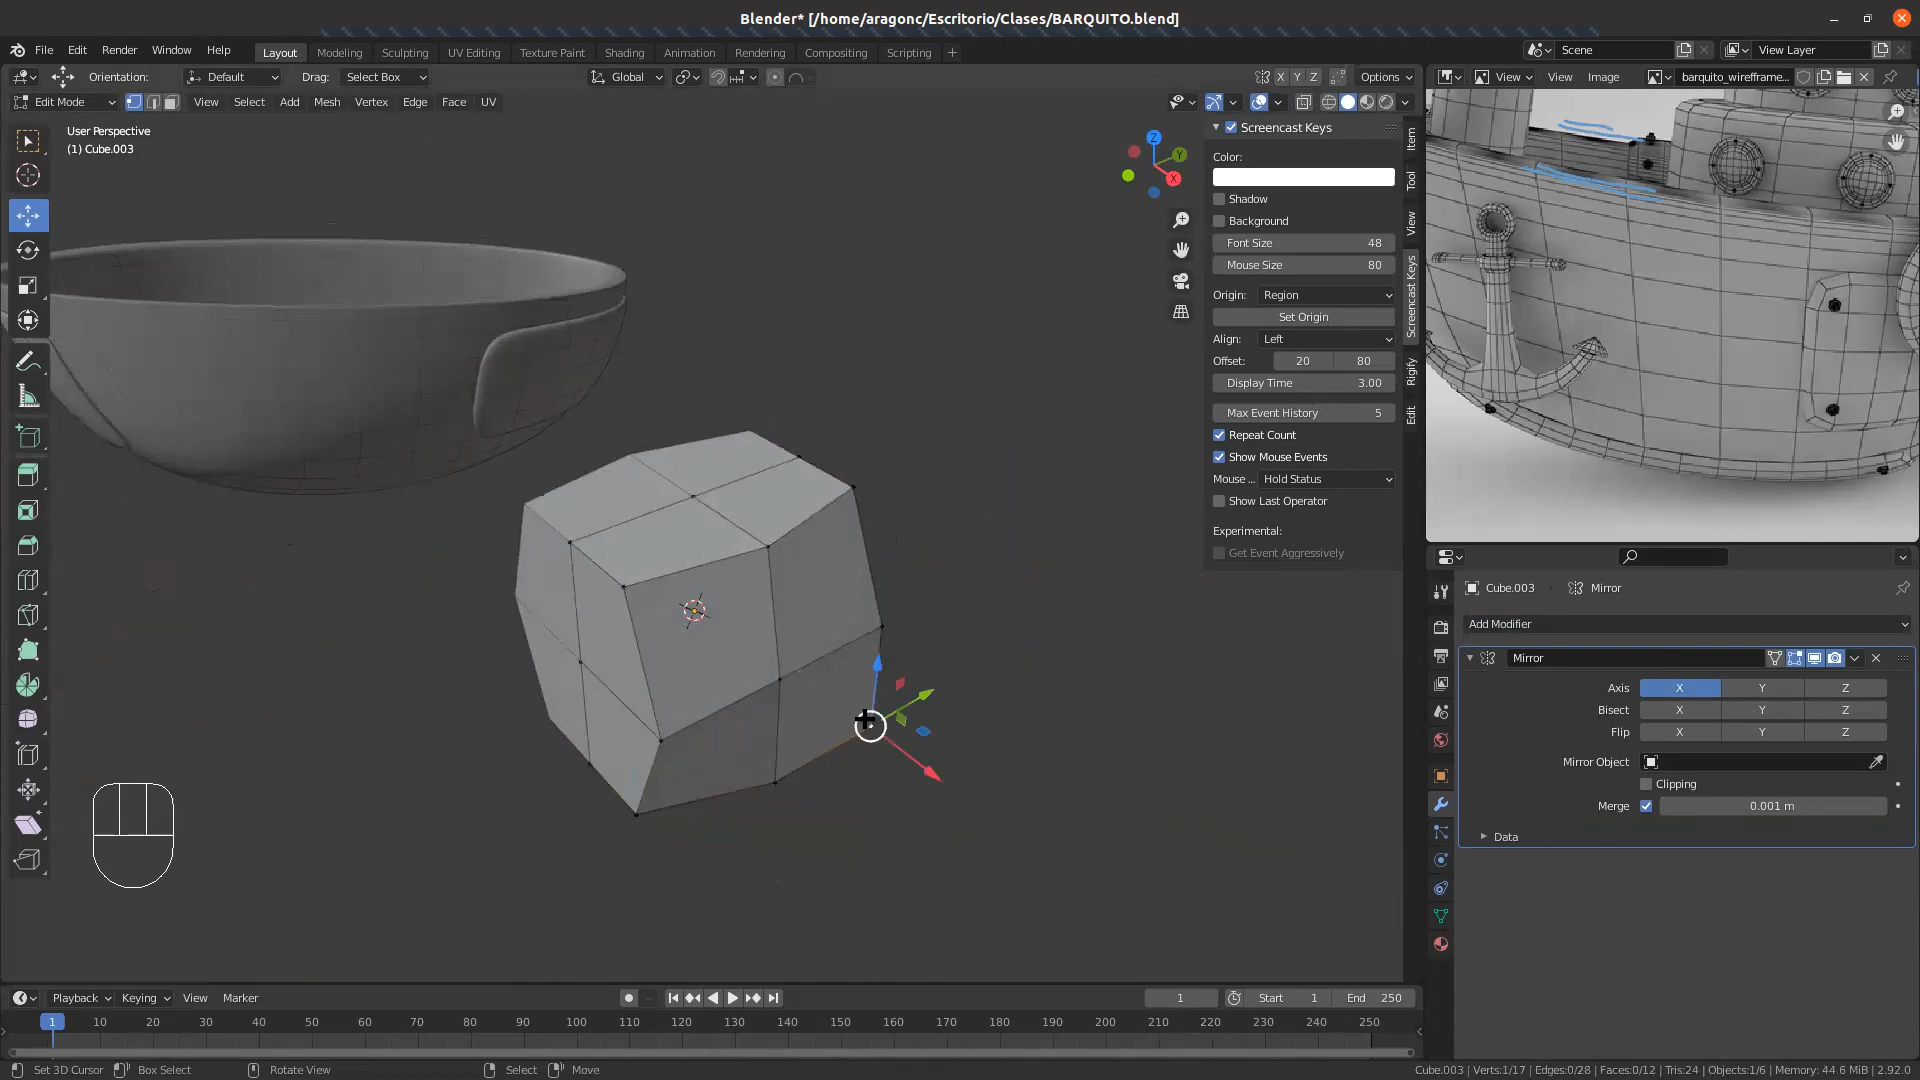 Blender* [/home/aragonc/Escritorio/Clases/BARQUITO.blend]
File Edit Render Window Help Layout Modeling Sculpting UV Editing Texture Paint Shading Animation Rendering Compositing Scripting + Scene View Layer
Orientation: Default Drag: Select Box Global X Y Z Options View View Image barquito_wireframe...
Edit Mode View Select Add Mesh Vertex Edge Face UV
User Perspective
(1) Cube.003
Z
Y
X
Screencast Keys
Color:
Shadow
Background
Font Size 48
Mouse Size 80
Origin: Region
Set Origin
Align: Left
Offset: 20 80
Display Time 3.00
Max Event History 5
Repeat Count
Show Mouse Events
Mouse ... Hold Status
Show Last Operator
Experimental:
Get Event Aggressively
Item
Tool
View
Screencast Keys
Rigify
Edit
Cube.003 Mirror
Add Modifier
Mirror
Axis X Y Z
Bisect X Y Z
Flip X Y Z
Mirror Object
Clipping
Merge 0.001 m
Data
Playback Keying View Marker 1 Start 1 End 250
1 10 20 30 40 50 60 70 80 90 100 110 120 130 140 150 160 170 180 190 200 210 220 230 240 250
Set 3D Cursor Box Select Rotate View Select Move Cube.003 | Verts:1/17 | Edges:0/28 | Faces:0/12 | Tris:24 | Objects:1/6 | Memory: 44.6 MiB | 2.92.0